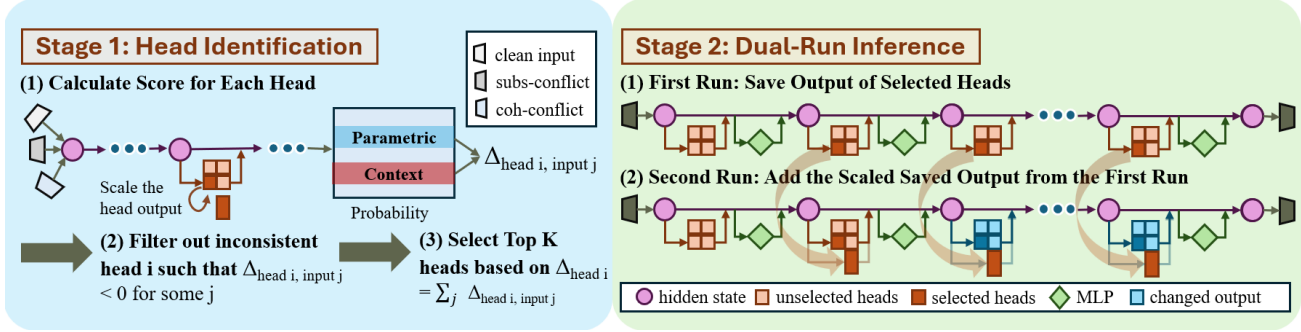 Stage 1: Head Identification
(1) Calculate Score for Each Head
clean input
subs-conflict
coh-conflict
Parametric
Context
Δhead i, input j
Scale the
head output
Probability
(2) Filter out inconsistent
head i such that Δhead i, input j
< 0 for some j
(3) Select Top K
heads based on Δhead i
= ∑j Δhead i, input j
Stage 2: Dual-Run Inference
(1) First Run: Save Output of Selected Heads
(2) Second Run: Add the Scaled Saved Output from the First Run
hidden state
unselected heads
selected heads
MLP
changed output